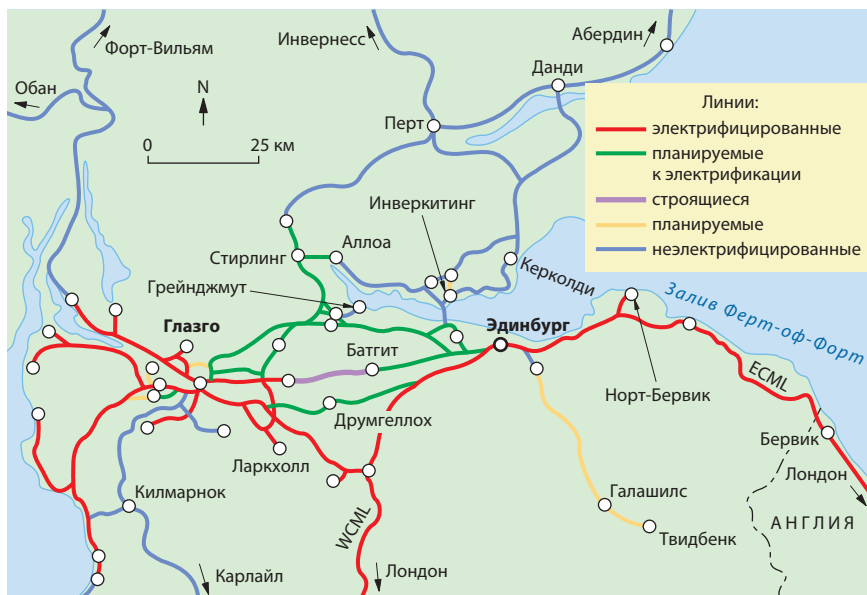 Форт-Вильям
Инвернесс
Абердин
Обан
N
Данди
0 25 км
Перт
Линии:
электрифицированные
планируемые
к электрификации
строящиеся
планируемые
неэлектрифицированные
Инверкитинг
Стирлинг
Аллоа
Керколди
Грейнджмут
Залив Ферт-оф-Форт
Глазго
Эдинбург
Батгит
ECML
Норт-Бервик
Друмгеллох
Бервик
Ларкхолл
Лондон
Килмарнок
Галашилс
АНГЛИЯ
WCML
Твидбенк
Карлайл
Лондон